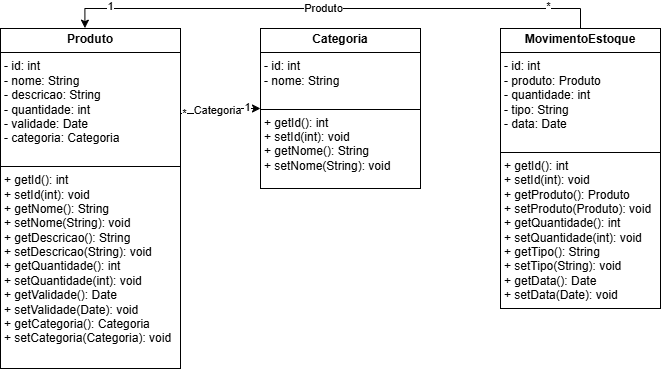 1
Produto
*
Produto
- id: int
- nome: String
- descricao: String
- quantidade: int
- validade: Date
- categoria: Categoria
+ getId(): int
+ setId(int): void
+ getNome(): String
+ setNome(String): void
+ getDescricao(): String
+ setDescricao(String): void
+ getQuantidade(): int
+ setQuantidade(int): void
+ getValidade(): Date
+ setValidade(Date): void
+ getCategoria(): Categoria
+ setCategoria(Categoria): void
*
Categoria
1
Categoria
- id: int
- nome: String
+ getId(): int
+ setId(int): void
+ getNome(): String
+ setNome(String): void
MovimentoEstoque
- id: int
- produto: Produto
- quantidade: int
- tipo: String
- data: Date
+ getId(): int
+ setId(int): void
+ getProduto(): Produto
+ setProduto(Produto): void
+ getQuantidade(): int
+ setQuantidade(int): void
+ getTipo(): String
+ setTipo(String): void
+ getData(): Date
+ setData(Date): void